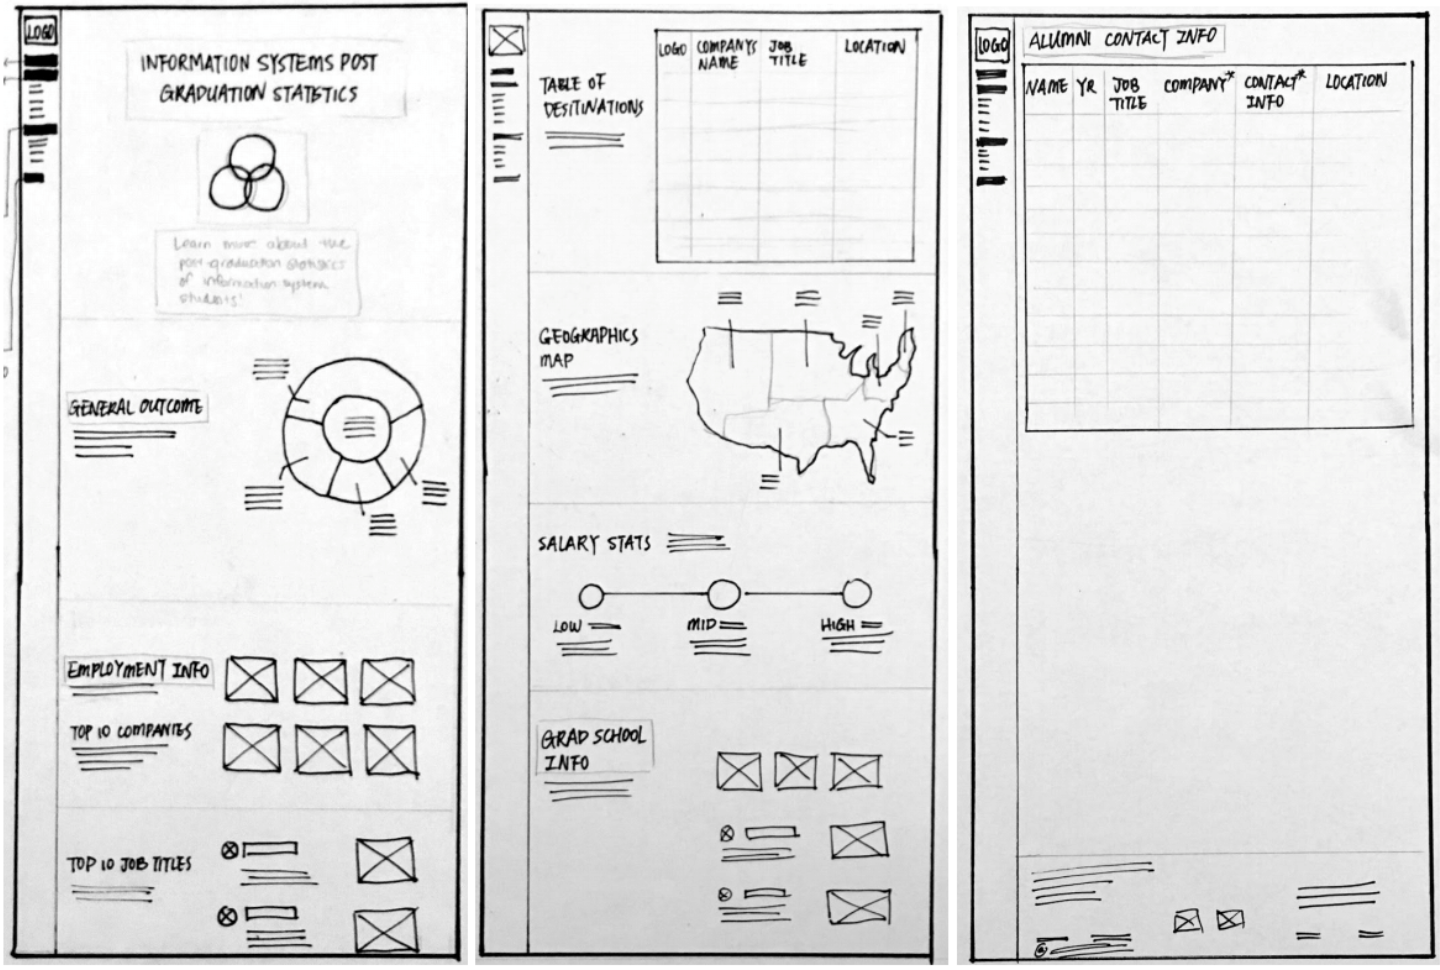 LOGO
INFORMATION SYSTEMS POST
GRADUATION STATISTICS
Learn more about the
post-graduation statistics
of information system
students!
GENERAL OUTCOME
EMPLOYMENT INFO
TOP 10 COMPANIES
TOP 10 JOB TITLES
TABLE OF
DESITINATIONS
LOGO
COMPANYS
NAME
JOB
TITLE
LOCATION
GEOGRAPHICS
MAP
SALARY STATS
LOW
MID
HIGH
GRAD SCHOOL
INFO
LOGO
ALUMNI CONTACT INFO
NAME
YR
JOB
TITLE
COMPANY*
CONTACT*
INFO
LOCATION